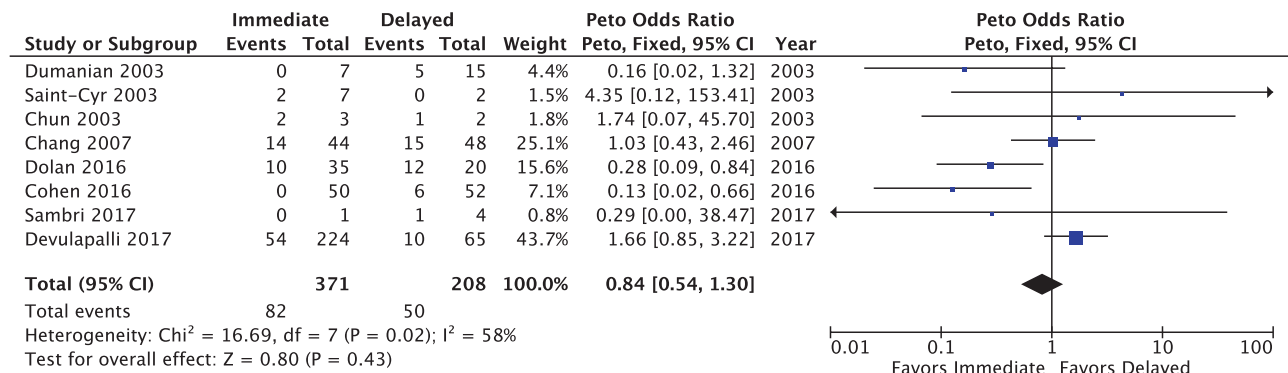 Immediate Delayed Peto Odds Ratio Peto Odds Ratio
Study or Subgroup Events Total Events Total Weight Peto, Fixed, 95% CI Year Peto, Fixed, 95% CI
Dumanian 2003 0 7 5 15 4.4% 0.16 [0.02, 1.32] 2003
Saint-Cyr 2003 2 7 0 2 1.5% 4.35 [0.12, 153.41] 2003
Chun 2003 2 3 1 2 1.8% 1.74 [0.07, 45.70] 2003
Chang 2007 14 44 15 48 25.1% 1.03 [0.43, 2.46] 2007
Dolan 2016 10 35 12 20 15.6% 0.28 [0.09, 0.84] 2016
Cohen 2016 0 50 6 52 7.1% 0.13 [0.02, 0.66] 2016
Sambri 2017 0 1 1 4 0.8% 0.29 [0.00, 38.47] 2017
Devulapalli 2017 54 224 10 65 43.7% 1.66 [0.85, 3.22] 2017
Total (95% CI) 371 208 100.0% 0.84 [0.54, 1.30]
Total events 82 50
Heterogeneity: Chi² = 16.69, df = 7 (P = 0.02); I² = 58%
Test for overall effect: Z = 0.80 (P = 0.43)
0.01 0.1 1 10 100
Favors Immediate Favors Delayed